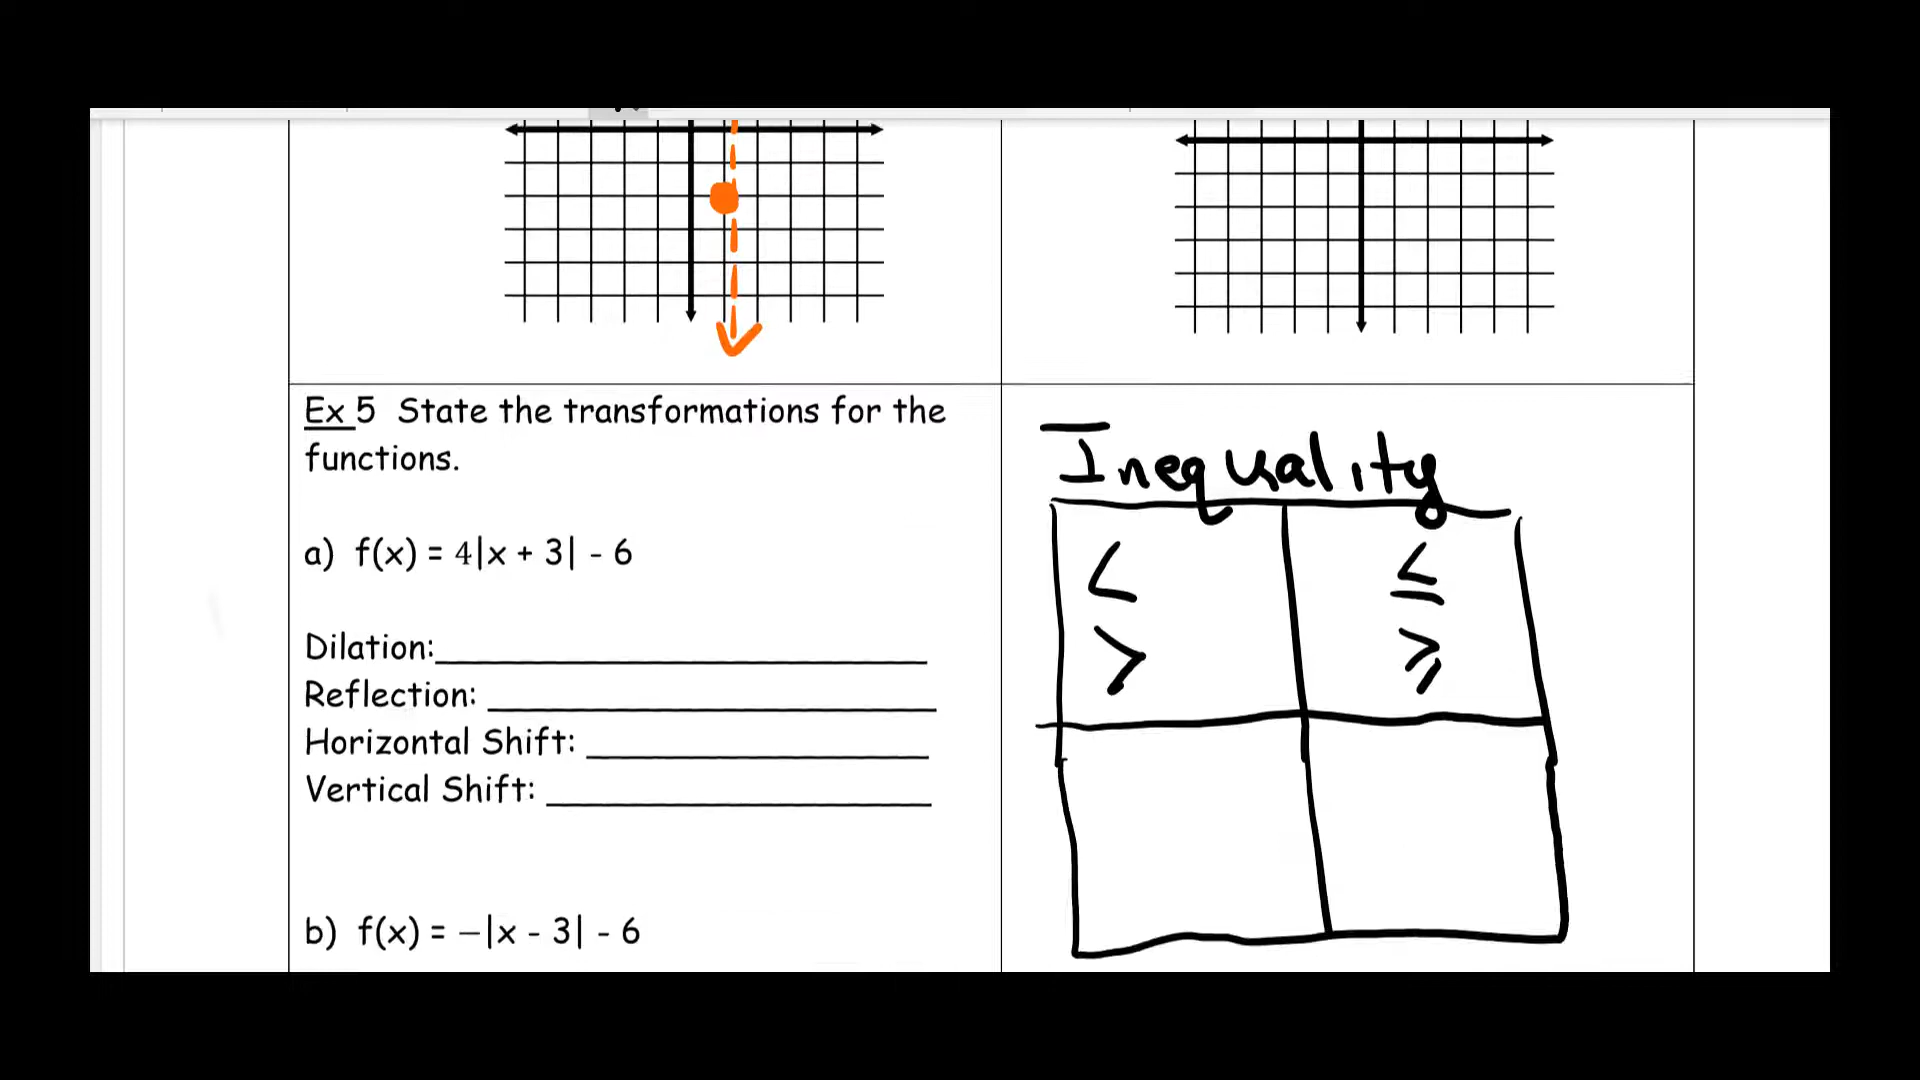 Ex 5 State the transformations for the
functions.
a) f(x) = 4|x + 3| - 6
Dilation:
Reflection:
Horizontal Shift:
Vertical Shift:
b) f(x) = −|x - 3| - 6
Inequality
< ≤
> ≥